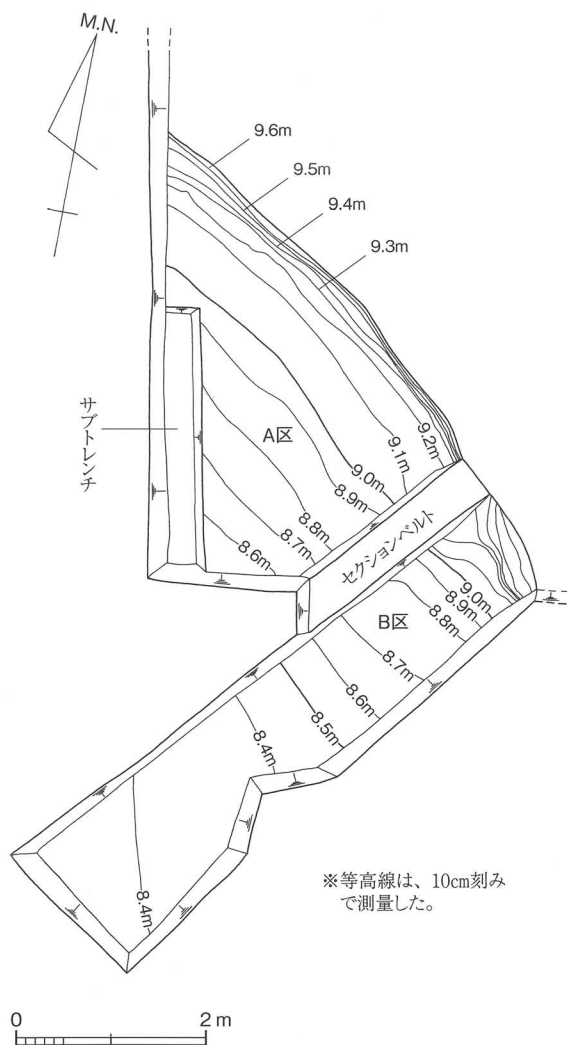 M.N.
9.6m
9.5m
9.4m
9.3m
サブトレンチ
A区
9.2m
9.1m
9.0m
8.9m
8.8m
8.7m
8.6m
セクションベルト
B区
9.0m
8.9m
8.8m
8.7m
8.6m
8.5m
8.4m
8.4m
※等高線は、10cm刻み
で測量した。
0
2 m